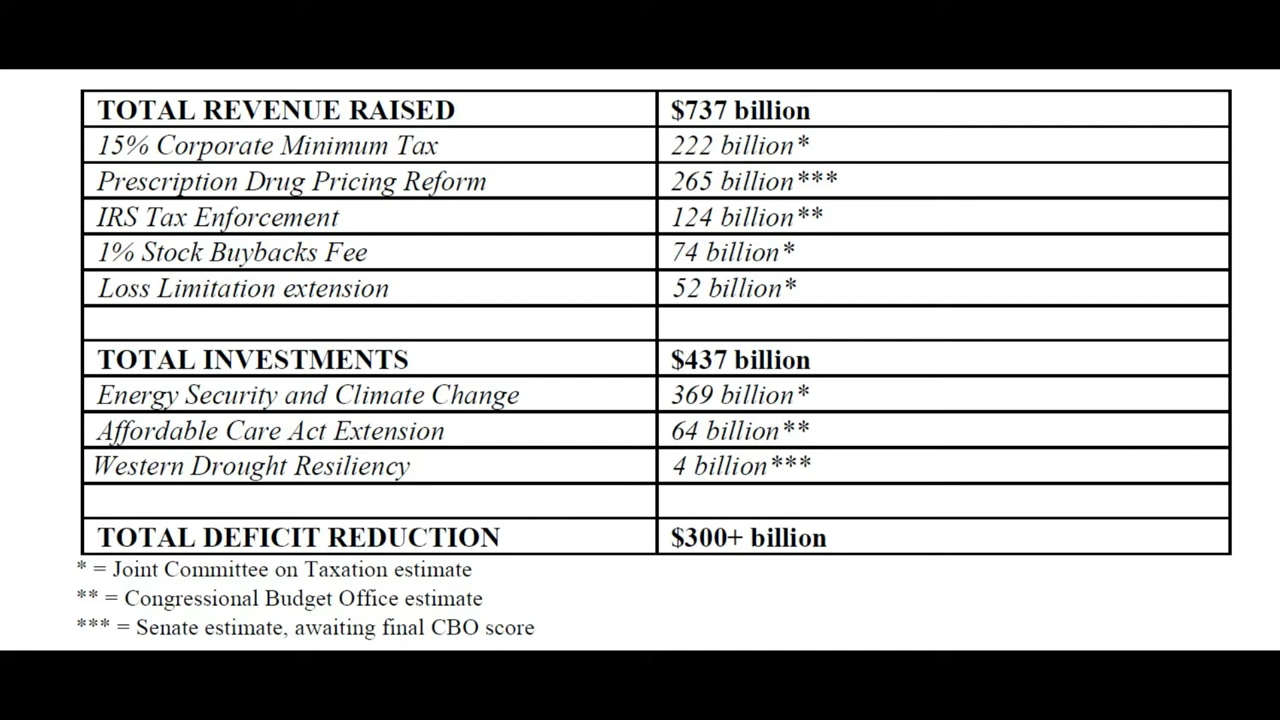 TOTAL REVENUE RAISED $737 billion
15% Corporate Minimum Tax 222 billion*
Prescription Drug Pricing Reform 265 billion***
IRS Tax Enforcement 124 billion**
1% Stock Buybacks Fee 74 billion*
Loss Limitation extension 52 billion*
TOTAL INVESTMENTS $437 billion
Energy Security and Climate Change 369 billion*
Affordable Care Act Extension 64 billion**
Western Drought Resiliency 4 billion***
TOTAL DEFICIT REDUCTION $300+ billion
* = Joint Committee on Taxation estimate
** = Congressional Budget Office estimate
*** = Senate estimate, awaiting final CBO score